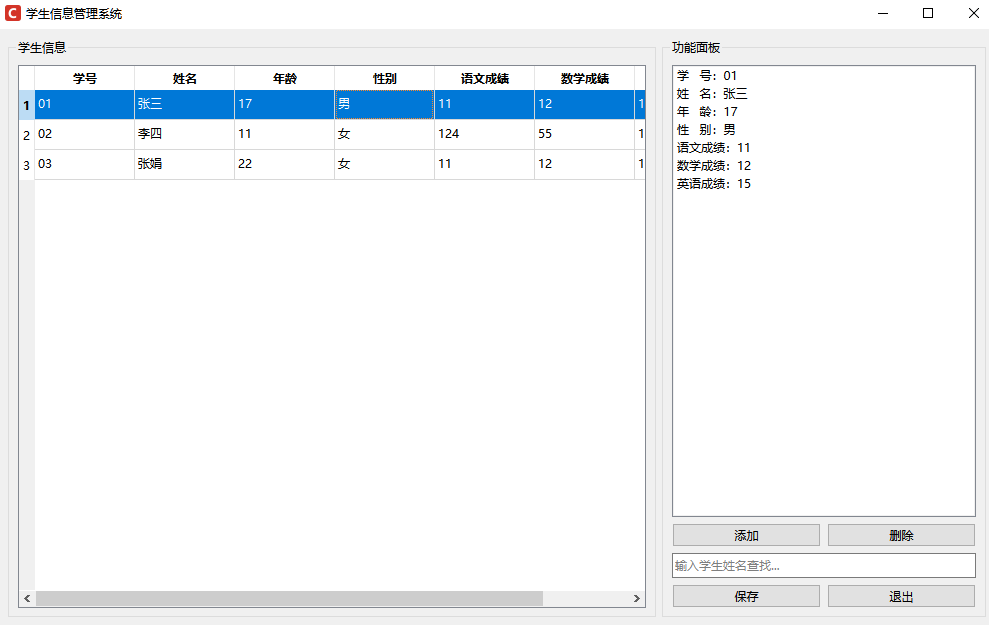 C 学生信息管理系统
学生信息
学号 姓名 年龄 性别 语文成绩 数学成绩
1 01 张三 17 男 11 12 1
2 02 李四 11 女 124 55 1
3 03 张娟 22 女 11 12 1
功能面板
学 号：01
姓 名：张三
年 龄：17
性 别：男
语文成绩：11
数学成绩：12
英语成绩：15
添加 删除
输入学生姓名查找...
保存 退出